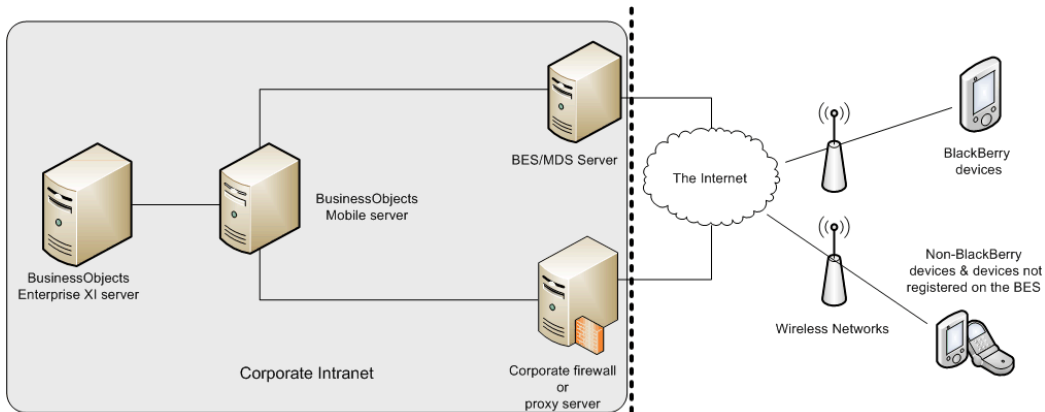 BES/MDS Server
BusinessObjects
Mobile server
BusinessObjects
Enterprise XI server
Corporate firewall
or
proxy server
Corporate Intranet
The Internet
BlackBerry
devices
Non-BlackBerry
devices & devices not
registered on the BES
Wireless Networks